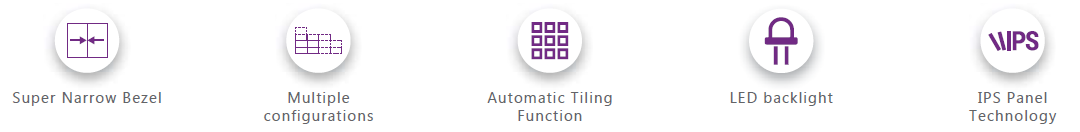 IPS
Super Narrow Bezel
Multiple
configurations
Automatic Tiling
Function
LED backlight
IPS Panel
Technology